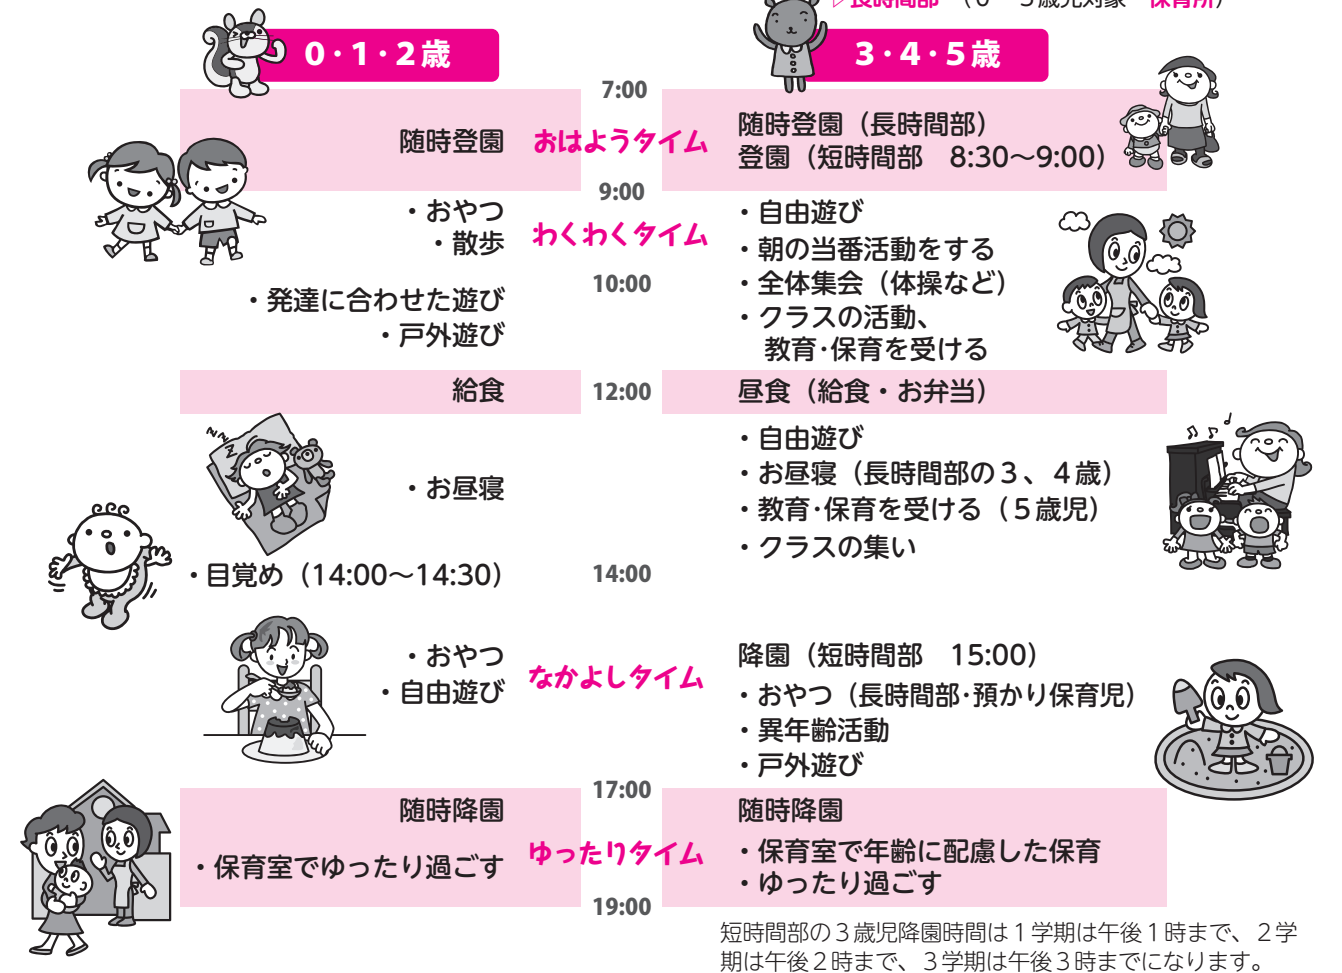 ▷長時間部 （0～5歳児対象 保育所）
0・1・2歳
3・4・5歳
7:00
随時登園
おはようタイム
随時登園（長時間部）
登園（短時間部　8:30～9:00）
9:00
・おやつ
・散歩
わくわくタイム
・自由遊び
・朝の当番活動をする
10:00
・全体集会（体操など）
・発達に合わせた遊び
・戸外遊び
・クラスの活動、
教育・保育を受ける
給食
12:00
昼食（給食・お弁当）
・お昼寝
・自由遊び
・お昼寝（長時間部の３、４歳）
・教育・保育を受ける（５歳児）
・クラスの集い
・目覚め（14:00～14:30）
14:00
・おやつ
・自由遊び
なかよしタイム
降園（短時間部　15:00）
・おやつ（長時間部・預かり保育児）
・異年齢活動
・戸外遊び
17:00
随時降園
・保育室でゆったり過ごす
ゆったりタイム
随時降園
・保育室で年齢に配慮した保育
・ゆったり過ごす
19:00
短時間部の３歳児降園時間は１学期は午後１時まで、２学
期は午後２時まで、３学期は午後３時までになります。